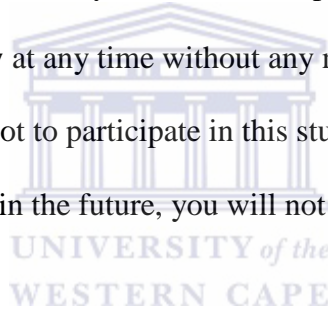 y at any time without any
ot to participate in this stu
in the future, you will not
UNIVERSITY of the
WESTERN CAPE